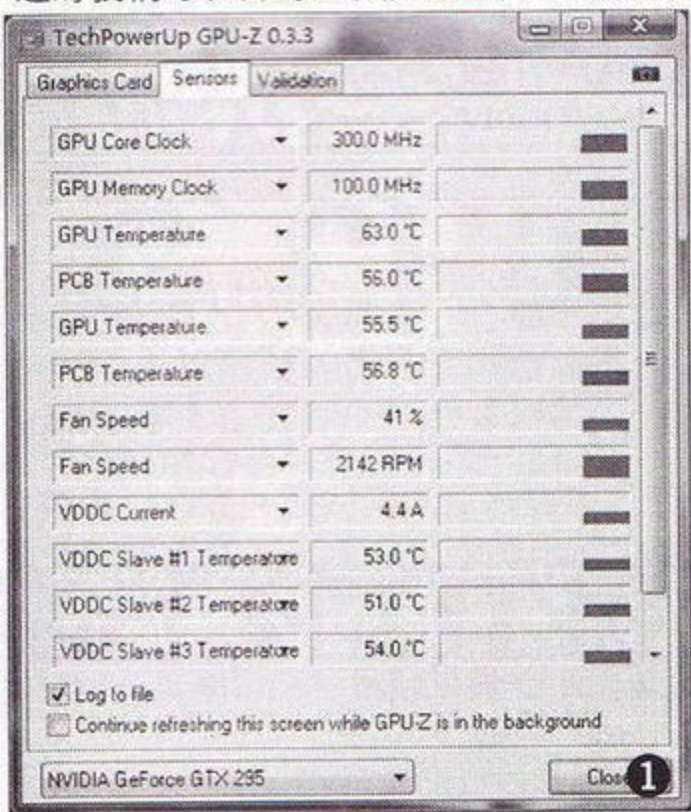 TechPowerUp GPU-Z 0.3.3
Graphics Card Sensors Validation
GPU Core Clock 300.0 MHz
GPU Memory Clock 100.0 MHz
GPU Temperature 63.0 °C
PCB Temperature 56.0 °C
GPU Temperature 55.5 °C
PCB Temperature 56.8 °C
Fan Speed 41 %
Fan Speed 2142 RPM
VDDC Current 4.4 A
VDDC Slave #1 Temperature 53.0 °C
VDDC Slave #2 Temperature 51.0 °C
VDDC Slave #3 Temperature 54.0 °C
Log to file
Continue refreshing this screen while GPU-Z is in the background
NVIDIA GeForce GTX 295 Close 1